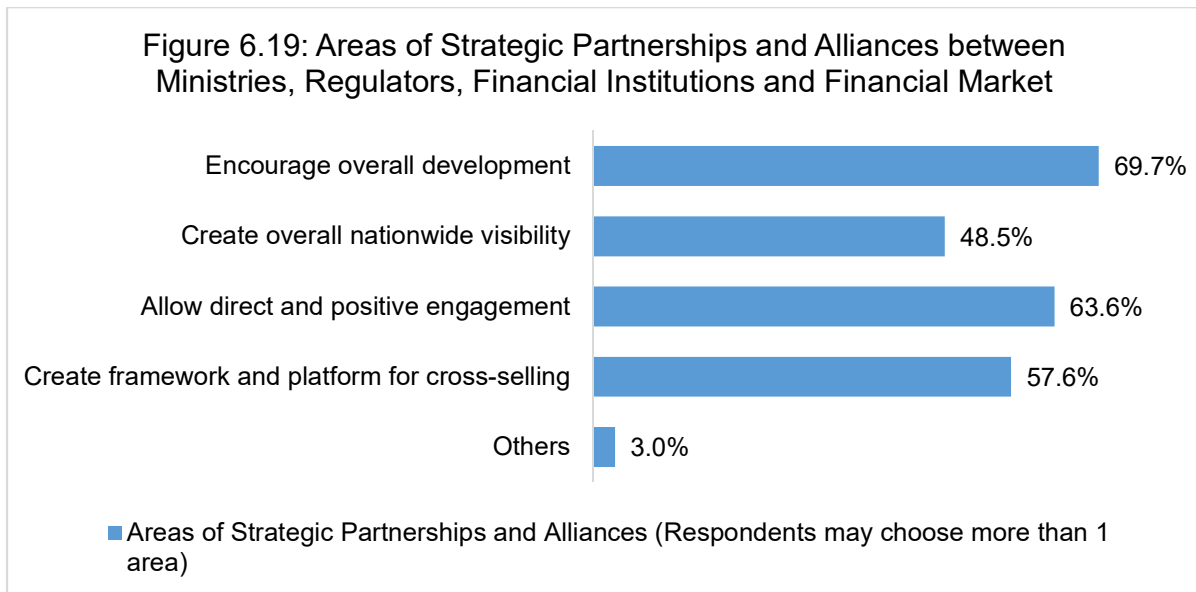 Figure 6.19: Areas of Strategic Partnerships and Alliances between
Ministries, Regulators, Financial Institutions and Financial Market
Encourage overall development
69.7%
Create overall nationwide visibility
48.5%
Allow direct and positive engagement
63.6%
Create framework and platform for cross-selling
57.6%
Others
3.0%
Areas of Strategic Partnerships and Alliances (Respondents may choose more than 1
area)